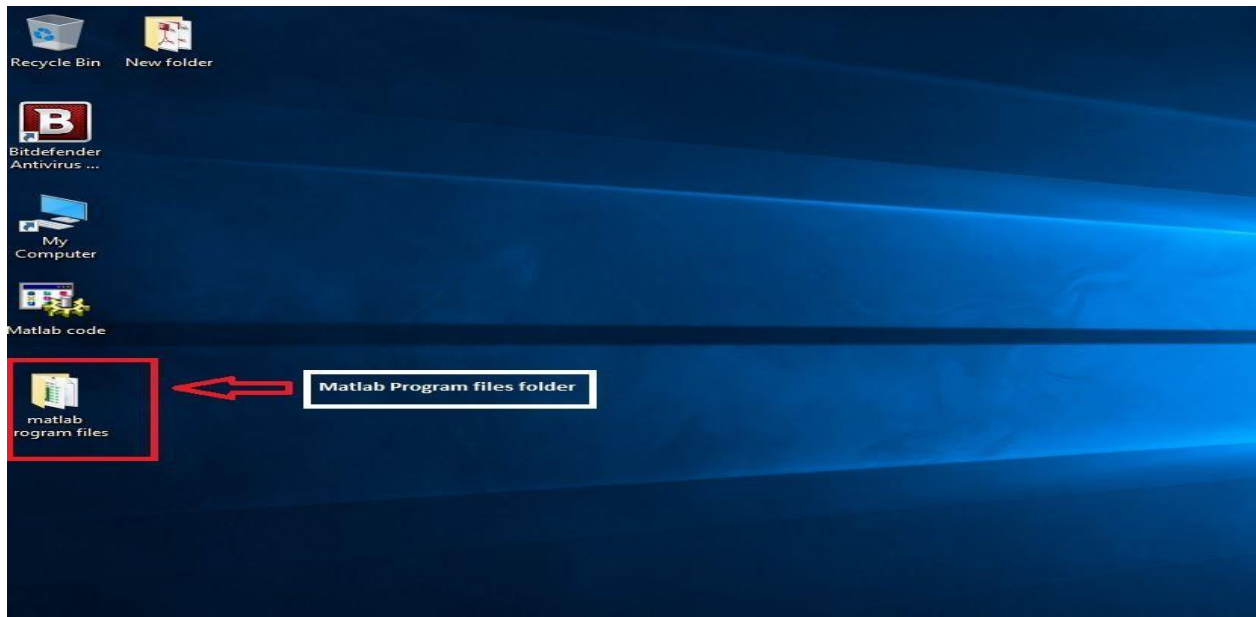 Recycle Bin
New folder
B
Bitdefender
Antivirus ...
My
Computer
Matlab code
matlab
rogram files
Matlab Program files folder